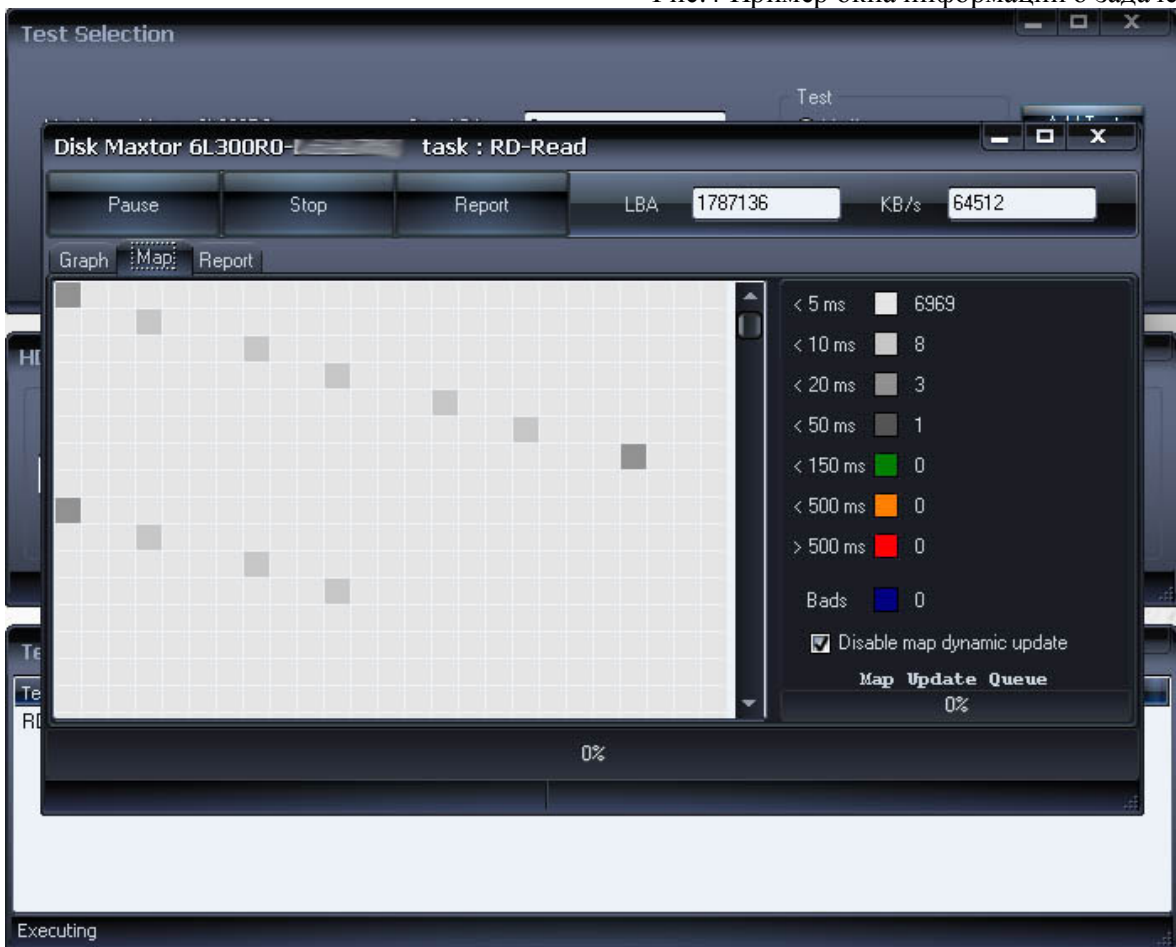 Test Selection
Test
Disk Maxtor 6L300R0- task : RD-Read
Pause Stop Report LBA 1787136 KB/s 64512
Graph Map Report
< 5 ms 6969
< 10 ms 8
< 20 ms 3
< 50 ms 1
< 150 ms 0
< 500 ms 0
> 500 ms 0
Bads 0
Disable map dynamic update
Map Update Queue
0%
0%
Executing